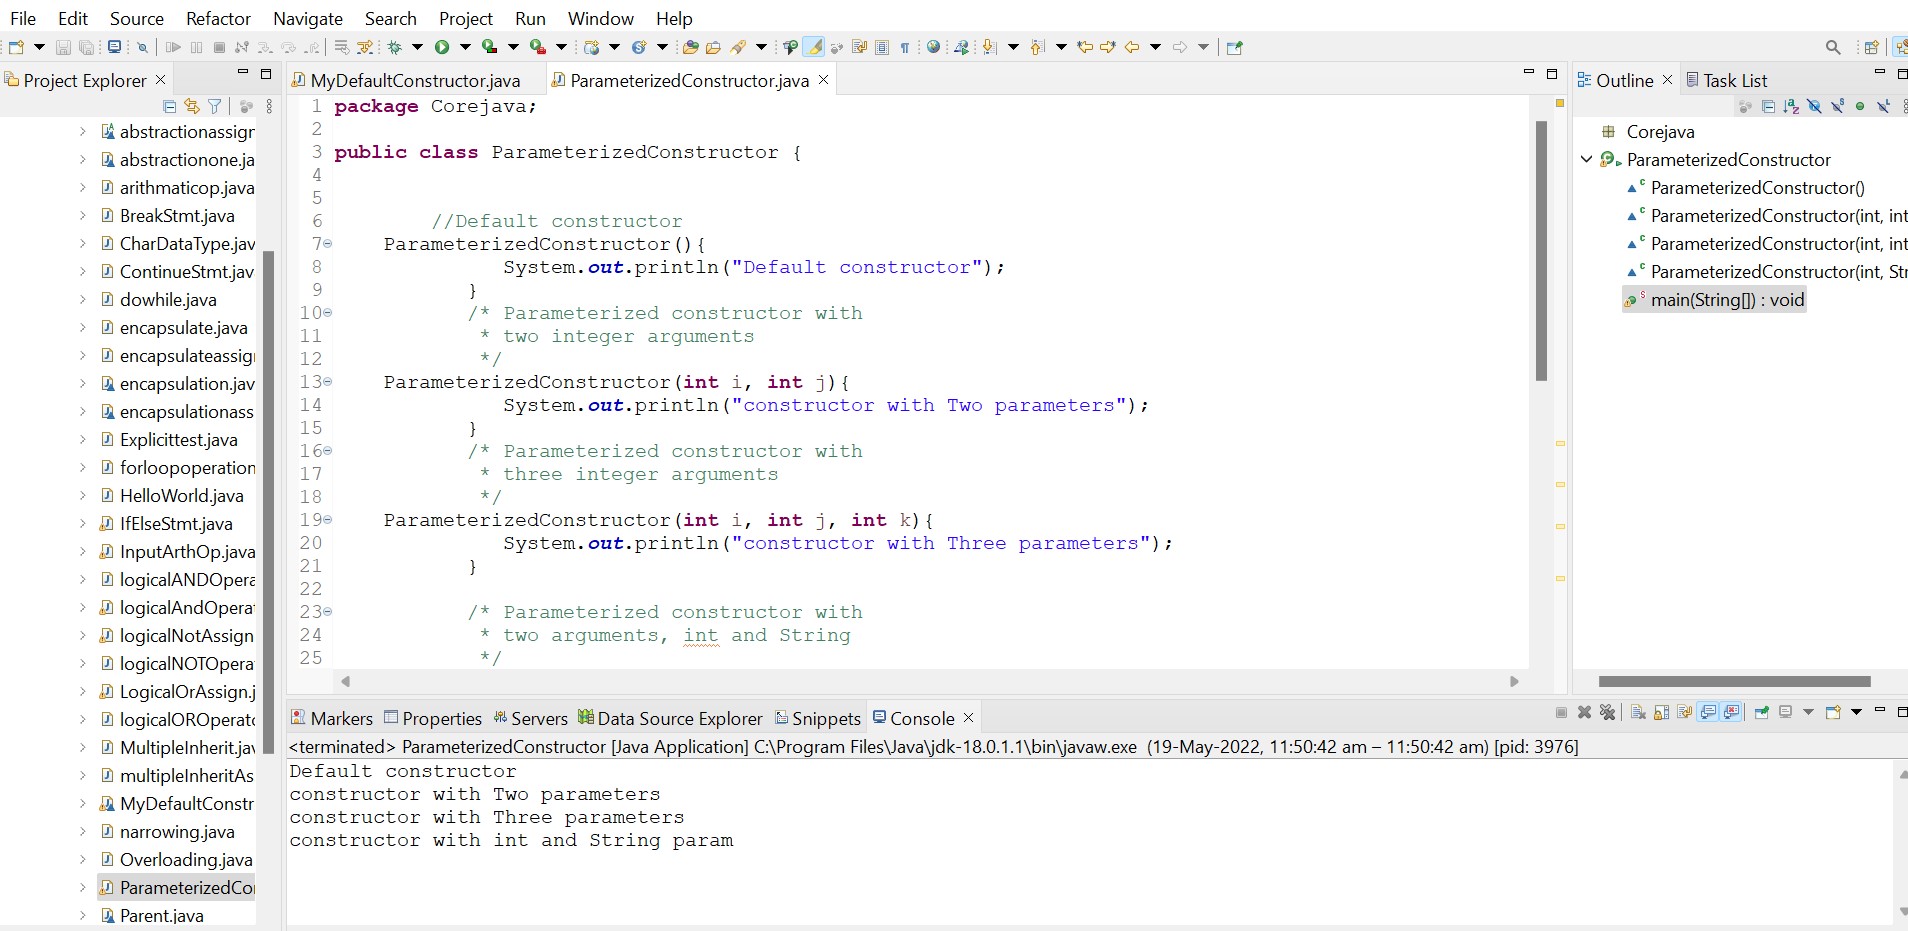 File Edit Source Refactor Navigate Search Project Run Window Help
Project Explorer
abstractionassigr
abstractionone.ja
arithmaticop.java
BreakStmt.java
CharDataType.jav
ContinueStmt.jav
dowhile.java
encapsulate.java
encapsulateassig
encapsulation.jav
encapsulationass
Explicittest.java
forloopoperation
HelloWorld.java
IfElseStmt.java
InputArthOp.java
logicalANDOpera
logicalAndOpera
logicalNotAssign
logicalNOTOpera
LogicalOrAssign.j
logicalOROperat
MultipleInherit.jav
multipleInheritAs
MyDefaultConstr
narrowing.java
Overloading.java
ParameterizedCo
Parent.java
MyDefaultConstructor.java ParameterizedConstructor.java
1 package Corejava;
2
3 public class ParameterizedConstructor {
4
5
6 //Default constructor
7 ParameterizedConstructor(){
8 System.out.println("Default constructor");
9 }
10 /* Parameterized constructor with
11 * two integer arguments
12 */
13 ParameterizedConstructor(int i, int j){
14 System.out.println("constructor with Two parameters");
15 }
16 /* Parameterized constructor with
17 * three integer arguments
18 */
19 ParameterizedConstructor(int i, int j, int k){
20 System.out.println("constructor with Three parameters");
21 }
22
23 /* Parameterized constructor with
24 * two arguments, int and String
25 */
Outline Task List
Corejava
ParameterizedConstructor
ParameterizedConstructor()
ParameterizedConstructor(int, int
ParameterizedConstructor(int, int
ParameterizedConstructor(int, Str
main(String[]) : void
Markers Properties Servers Data Source Explorer Snippets Console
<terminated> ParameterizedConstructor [Java Application] C:\Program Files\Java\jdk-18.0.1.1\bin\javaw.exe (19-May-2022, 11:50:42 am – 11:50:42 am) [pid: 3976]
Default constructor
constructor with Two parameters
constructor with Three parameters
constructor with int and String param